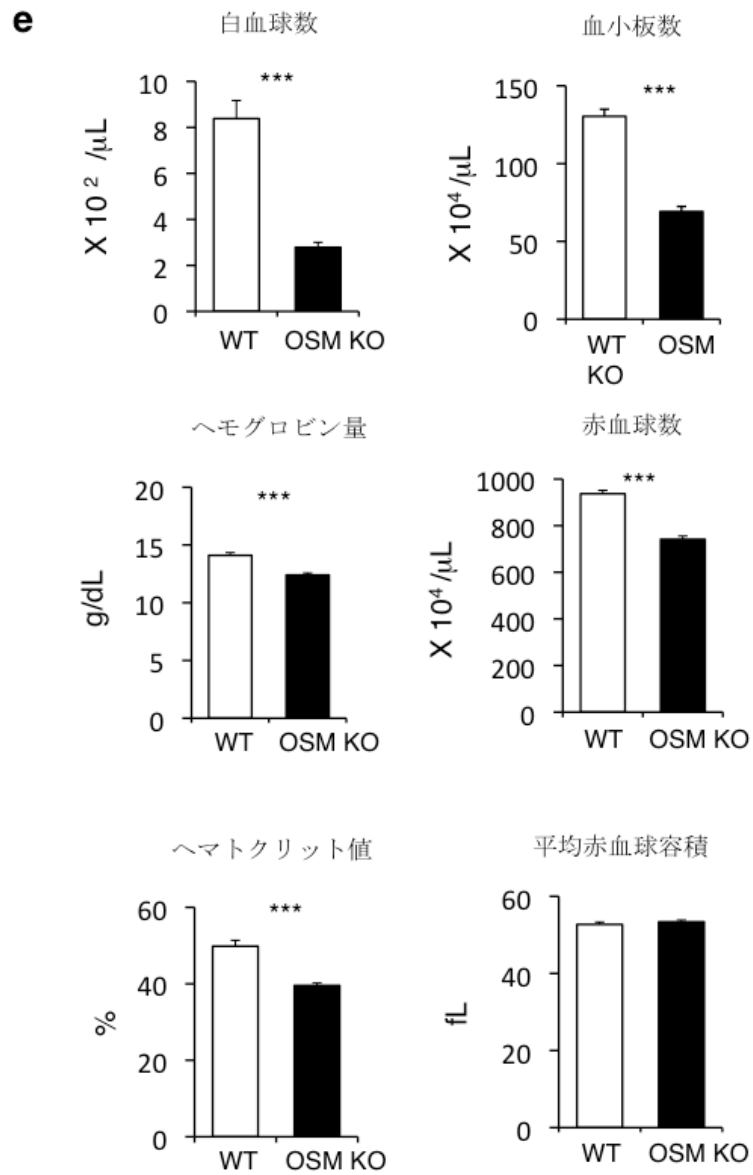 e
白血球数
***
X 10² /μL
10
8
6
4
2
0
WT OSM KO
血小板数
***
X 10⁴ /μL
150
100
50
0
WT OSM
KO
ヘモグロビン量
***
g/dL
20
15
10
5
0
WT OSM KO
赤血球数
***
X 10⁴ /μL
1000
800
600
400
200
0
WT OSM KO
ヘマトクリット値
***
%
60
40
20
0
WT OSM KO
平均赤血球容積
fL
60
40
20
0
WT OSM KO